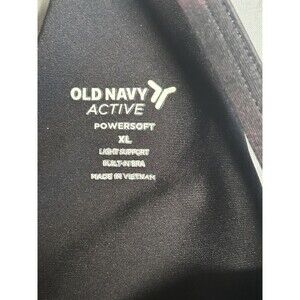 OLD NAVY
ACTIVE
POWERSOFT
XL
LIGHT SUPPORT
BUILT-IN BRA
MADE IN VIETNAM